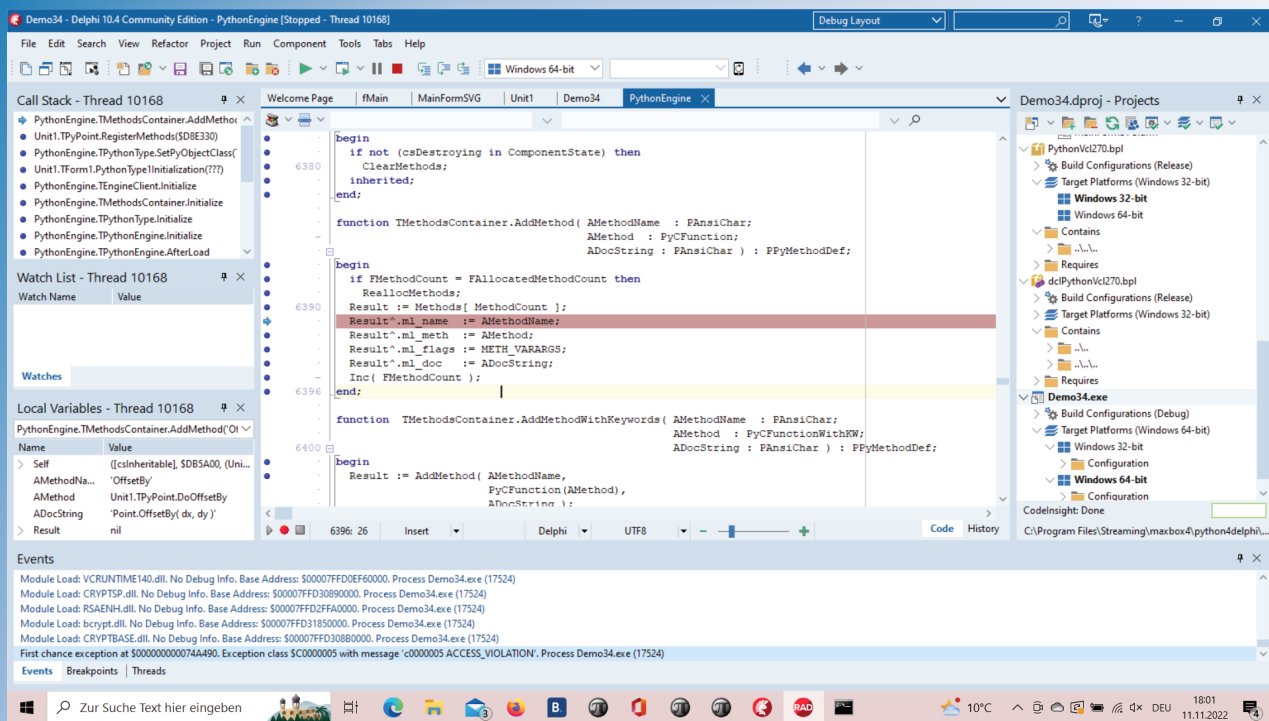 Demo34 - Delphi 10.4 Community Edition - PythonEngine [Stopped - Thread 10168]
Debug Layout
?
File Edit Search View Refactor Project Run Component Tools Tabs Help
Windows 64-bit
Call Stack - Thread 10168
PythonEngine.TMethodsContainer.AddMethod
Unit1.TPyPoint.RegisterMethods($D8E330)
PythonEngine.TPythonType.SetPyObjectClass(
Unit1.TForm1.PythonType1Initialization(???)
PythonEngine.TEngineClient.Initialize
PythonEngine.TMethodsContainer.Initialize
PythonEngine.TPythonType.Initialize
PythonEngine.TPythonEngine.Initialize
PythonEngine.TPythonEngine.AfterLoad
Watch List - Thread 10168
Watch Name Value
Watches
Local Variables - Thread 10168
PythonEngine.TMethodsContainer.AddMethod('Of
Name Value
Self ([csInheritable], $DB5A00, (Uni...
AMethodNa... 'OffsetBy'
AMethod Unit1.TPyPoint.DoOffsetBy
ADocString 'Point.OffsetBy( dx, dy )'
Result nil
Welcome Page fMain MainFormSVG Unit1 Demo34 PythonEngine
begin
if not (csDestroying in ComponentState) then
6380 ClearMethods;
inherited;
end;
function TMethodsContainer.AddMethod( AMethodName : PAnsiChar;
AMethod : PyCFunction;
ADocString : PAnsiChar ) : PPyMethodDef;
begin
if FMethodCount = FAllocatedMethodCount then
ReallocMethods;
6390 Result := Methods[ MethodCount ];
Result^.ml_name := AMethodName;
Result^.ml_meth := AMethod;
Result^.ml_flags := METH_VARARGS;
Result^.ml_doc := ADocString;
Inc( FMethodCount );
6396 end;
function TMethodsContainer.AddMethodWithKeywords( AMethodName : PAnsiChar;
AMethod : PyCFunctionWithKW;
6400 ADocString : PAnsiChar ) : PPyMethodDef;
begin
Result := AddMethod( AMethodName,
PyCFunction(AMethod),
ADocString );
6396: 26 Insert Delphi UTF8 Code History
Demo34.dproj - Projects
PythonVcl270.bpl
Build Configurations (Release)
Target Platforms (Windows 32-bit)
Windows 32-bit
Windows 64-bit
Contains
..\..\..
Requires
dclPythonVcl270.bpl
Build Configurations (Release)
Target Platforms (Windows 32-bit)
Contains
..\..
..\..\..
Requires
Demo34.exe
Build Configurations (Debug)
Target Platforms (Windows 64-bit)
Windows 32-bit
Configuration
Windows 64-bit
Configuration
CodeInsight: Done
C:\Program Files\Streaming\maxbox4\python4delphi\...
Events
Module Load: VCRUNTIME140.dll. No Debug Info. Base Address: $00007FFD0EF60000. Process Demo34.exe (17524)
Module Load: CRYPTSP.dll. No Debug Info. Base Address: $00007FFD30890000. Process Demo34.exe (17524)
Module Load: RSAENH.dll. No Debug Info. Base Address: $00007FFD2FFA0000. Process Demo34.exe (17524)
Module Load: bcrypt.dll. No Debug Info. Base Address: $00007FFD31850000. Process Demo34.exe (17524)
Module Load: CRYPTBASE.dll. No Debug Info. Base Address: $00007FFD308B0000. Process Demo34.exe (17524)
First chance exception at $000000000074A490. Exception class $C0000005 with message 'c0000005 ACCESS_VIOLATION'. Process Demo34.exe (17524)
Events Breakpoints Threads
Zur Suche Text hier eingeben
3
B.
RAD
10°C
DEU
18:01
11.11.2022
4